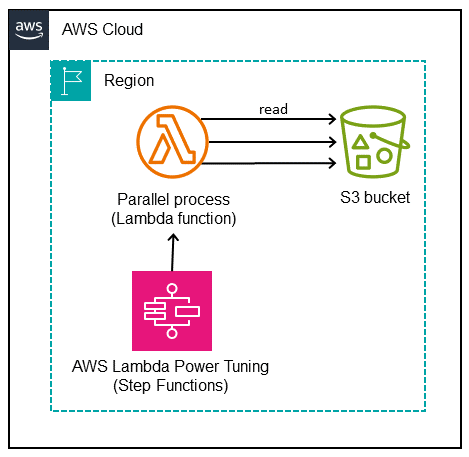 aws
AWS Cloud
Region
read
Parallel process
(Lambda function)
S3 bucket
AWS Lambda Power Tuning
(Step Functions)